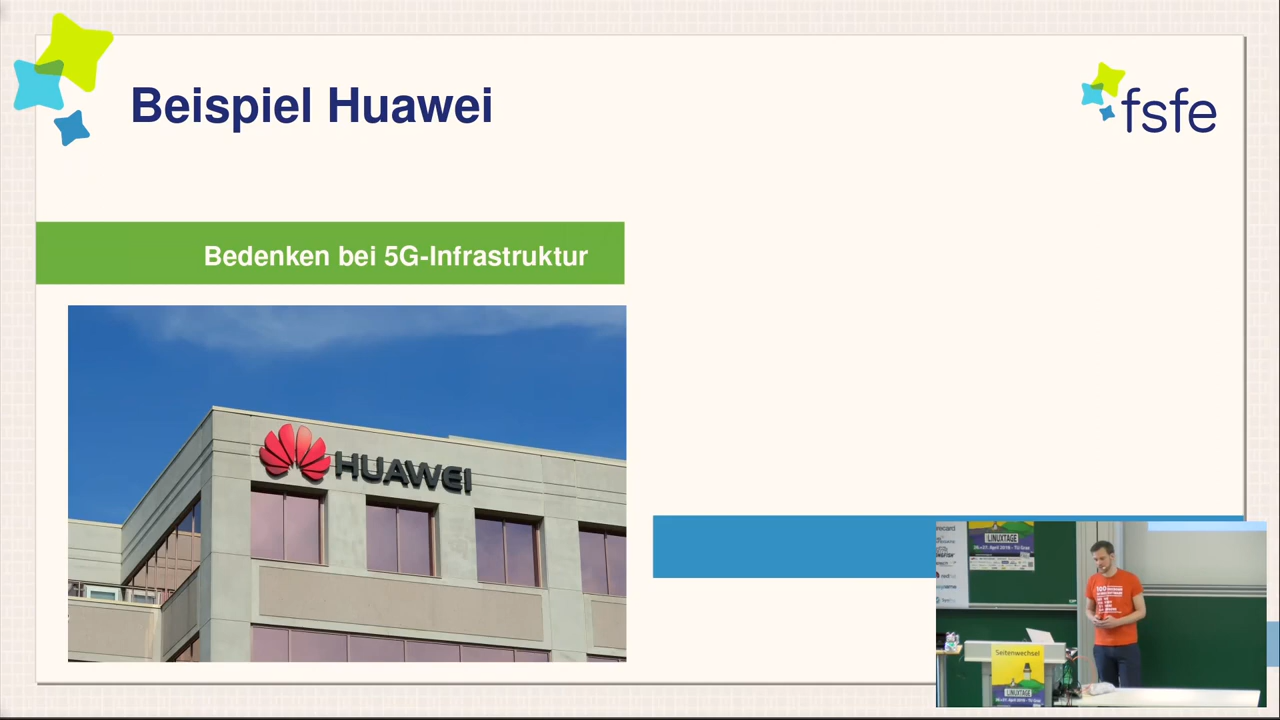 Beispiel Huawei
fsfe
Bedenken bei 5G-Infrastruktur
HUAWEI
LINUXTAGE
Seitenwechsel
LINUXTAGE